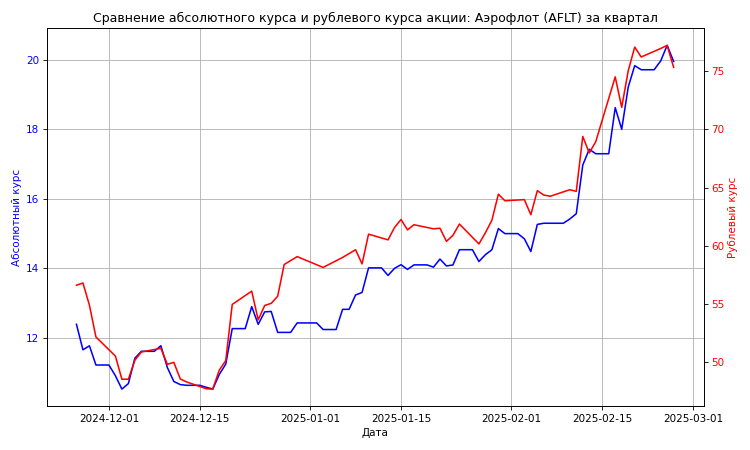 Сравнение абсолютного курса и рублевого курса акции: Аэрофлот (AFLT) за квартал
Абсолютный курс
20
18
16
14
12
75
70
65
60
55
50
Рублевый курс
2024-12-01 2024-12-15 2025-01-01 2025-01-15 2025-02-01 2025-02-15 2025-03-01
Дата